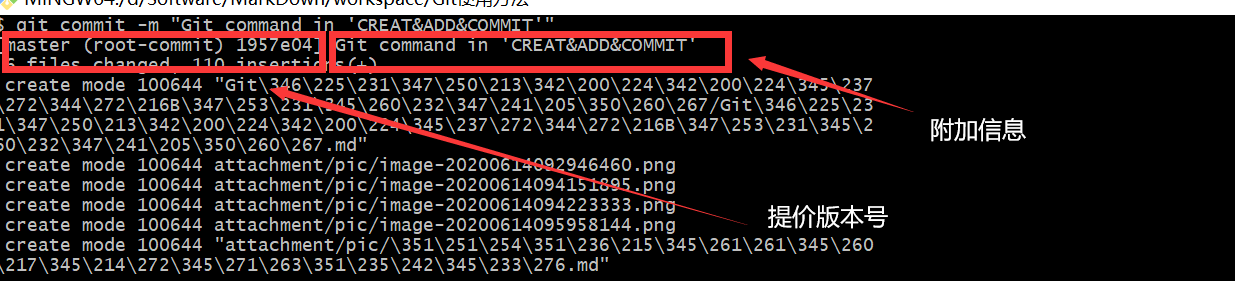 MINGW64:/d/Software/MarkDown/workspace/Git使用方法
$ git commit -m "Git command in 'CREAT&ADD&COMMIT'"
[master (root-commit) 1957e04] Git command in 'CREAT&ADD&COMMIT'
6 files changed, 110 insertions(+)
create mode 100644 "Git\346\225\231\347\250\213\342\200\224\342\200\224\345\237
\272\344\272\216B\347\253\231\345\260\232\347\241\205\350\260\267/Git\346\225\23
1\347\250\213\342\200\224\342\200\224\345\237\272\344\272\216B\347\253\231\345\2
60\232\347\241\205\350\260\267.md"
附加信息
create mode 100644 attachment/pic/image-20200614092946460.png
create mode 100644 attachment/pic/image-20200614094151895.png
create mode 100644 attachment/pic/image-20200614094223333.png
create mode 100644 attachment/pic/image-20200614095958144.png
提价版本号
create mode 100644 "attachment/pic/\351\251\254\351\236\215\345\261\261\345\260
\217\345\214\272\345\271\263\351\235\242\345\233\276.md"